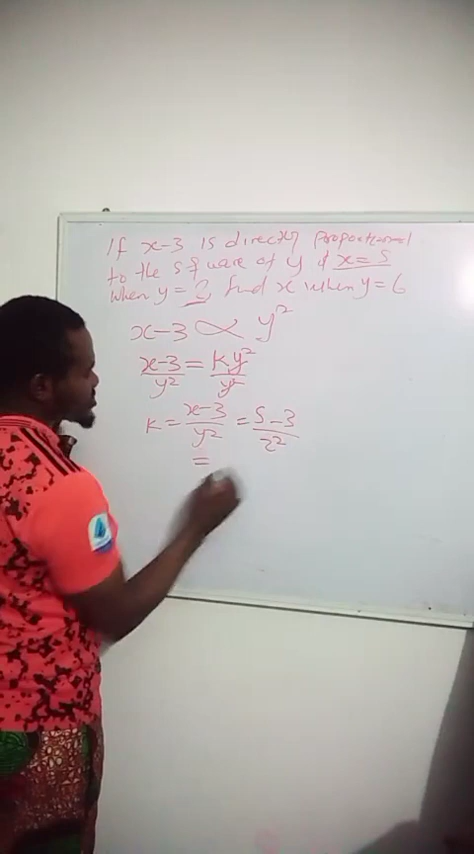 If x-3 is directly proportional
to the square of y & x=5
when y=2, find x when y=6
x-3 ∝ y²
x-3/y² = Ky²/y²
K = x-3/y² = 5-3/2²
=